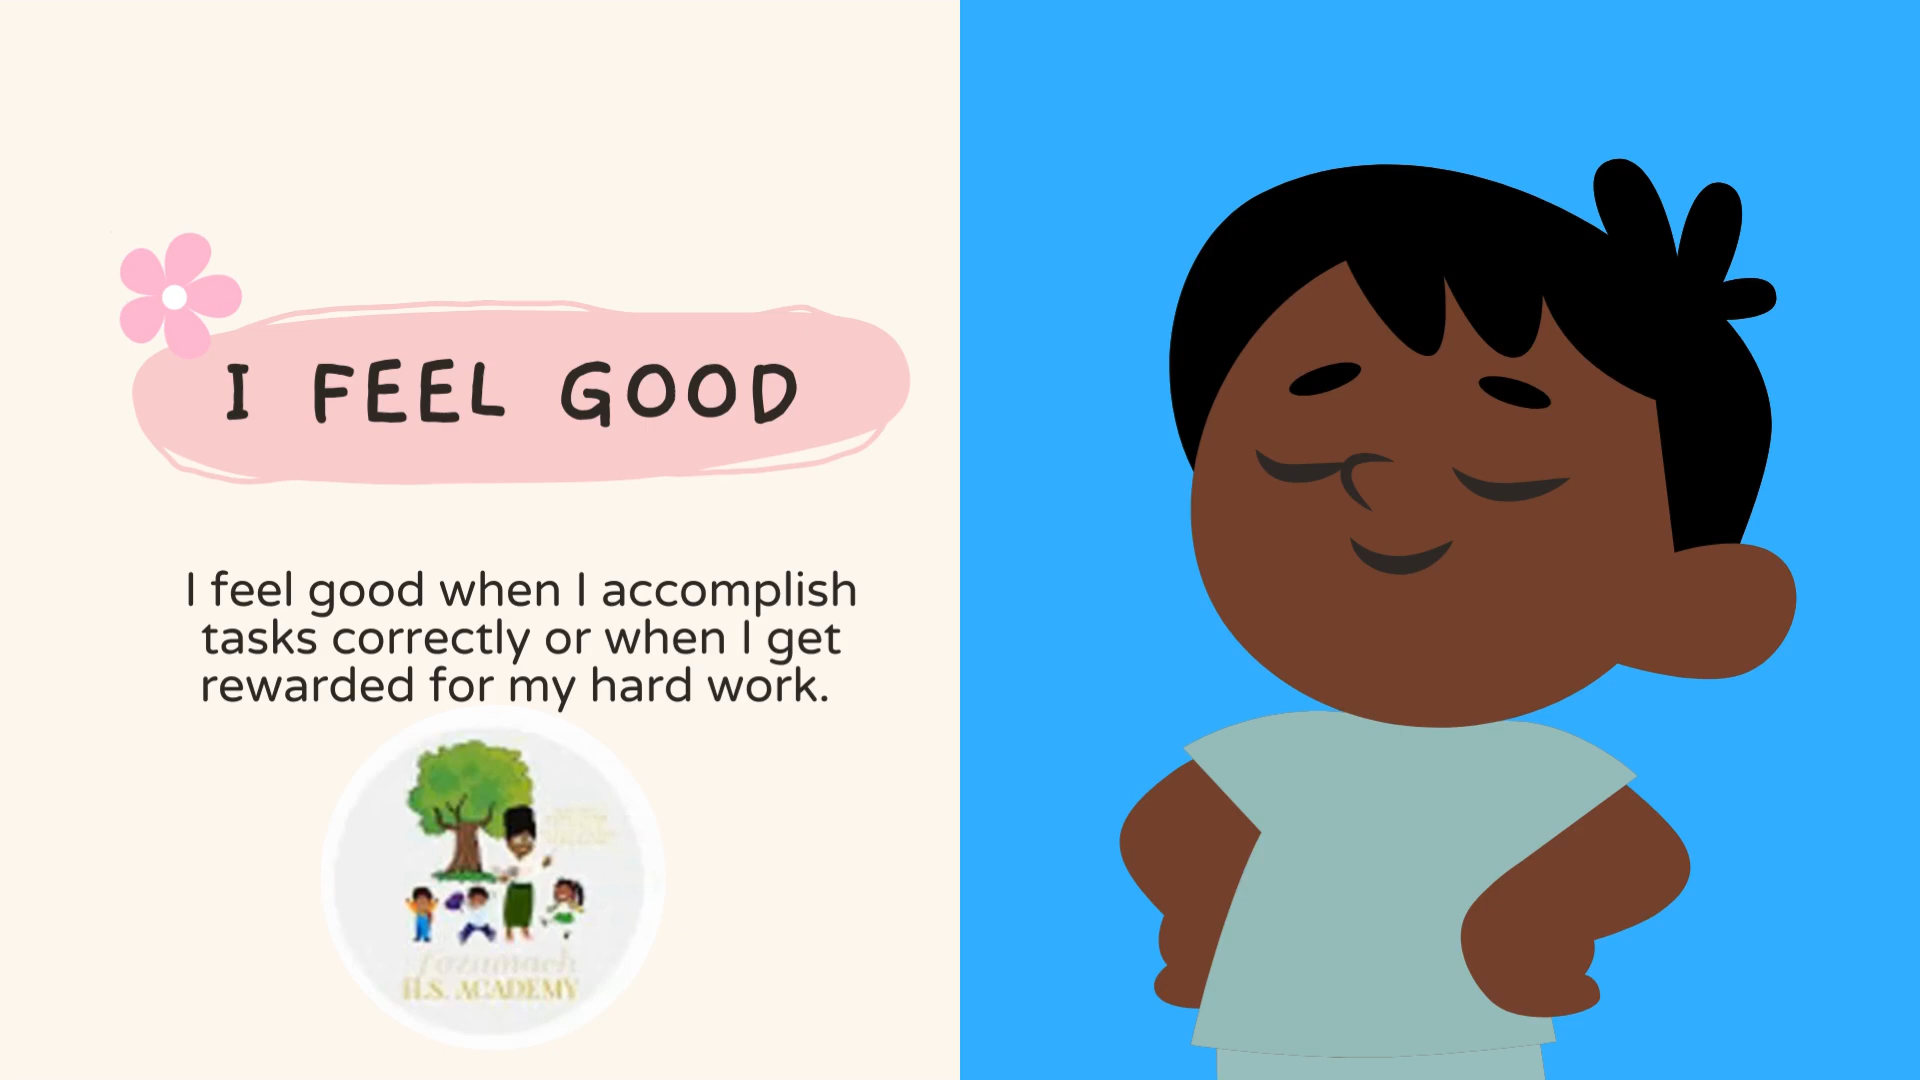 I FEEL GOOD
I feel good when I accomplish
tasks correctly or when I get
rewarded for my hard work.
H.S. ACADEMY